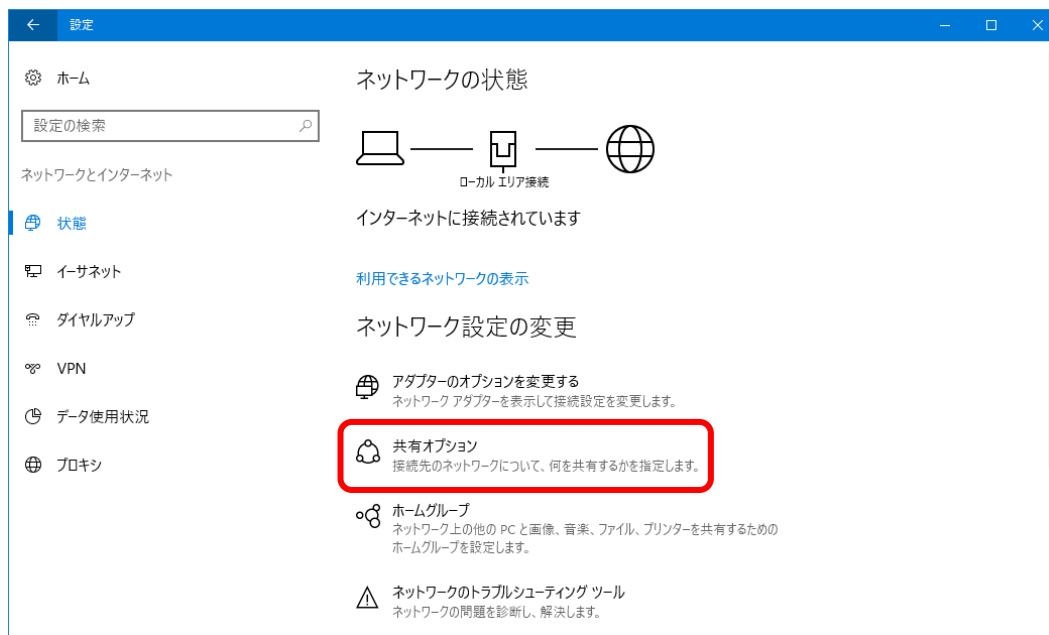 設定
ホーム
設定の検索
ネットワークとインターネット
状態
イーサネット
ダイヤルアップ
VPN
データ使用状況
プロキシ
ネットワークの状態
ローカル エリア接続
インターネットに接続されています
利用できるネットワークの表示
ネットワーク設定の変更
アダプターのオプションを変更する
ネットワーク アダプターを表示して接続設定を変更します。
共有オプション
接続先のネットワークについて、何を共有するかを指定します。
ホームグループ
ネットワーク上の他の PC と画像、音楽、ファイル、プリンターを共有するための
ホームグループを設定します。
ネットワークのトラブルシューティング ツール
ネットワークの問題を診断し、解決します。